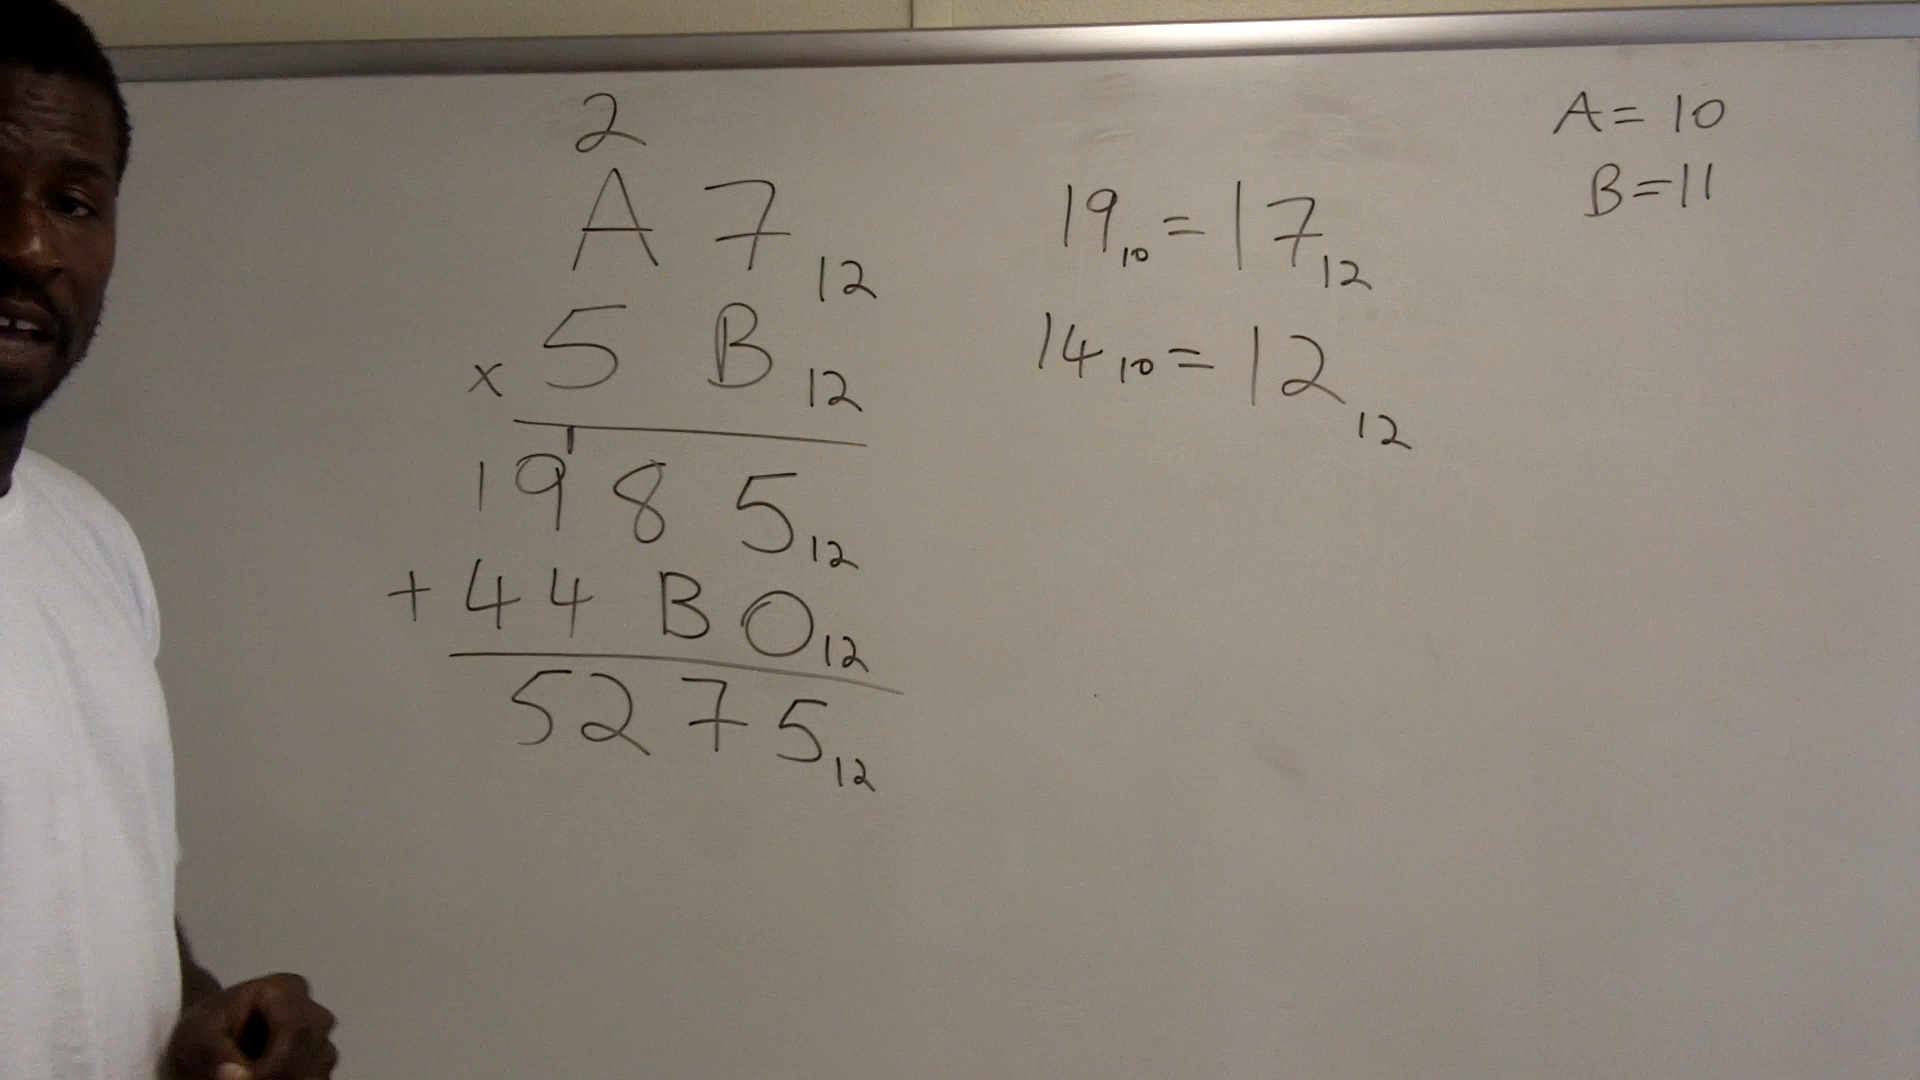 2
A 7 12
x 5 B 12
1
1 9 8 5 12
+ 4 4 B 0 12
5 2 7 5 12
19 10 = 17 12
14 10 = 12 12
A = 10
B = 11